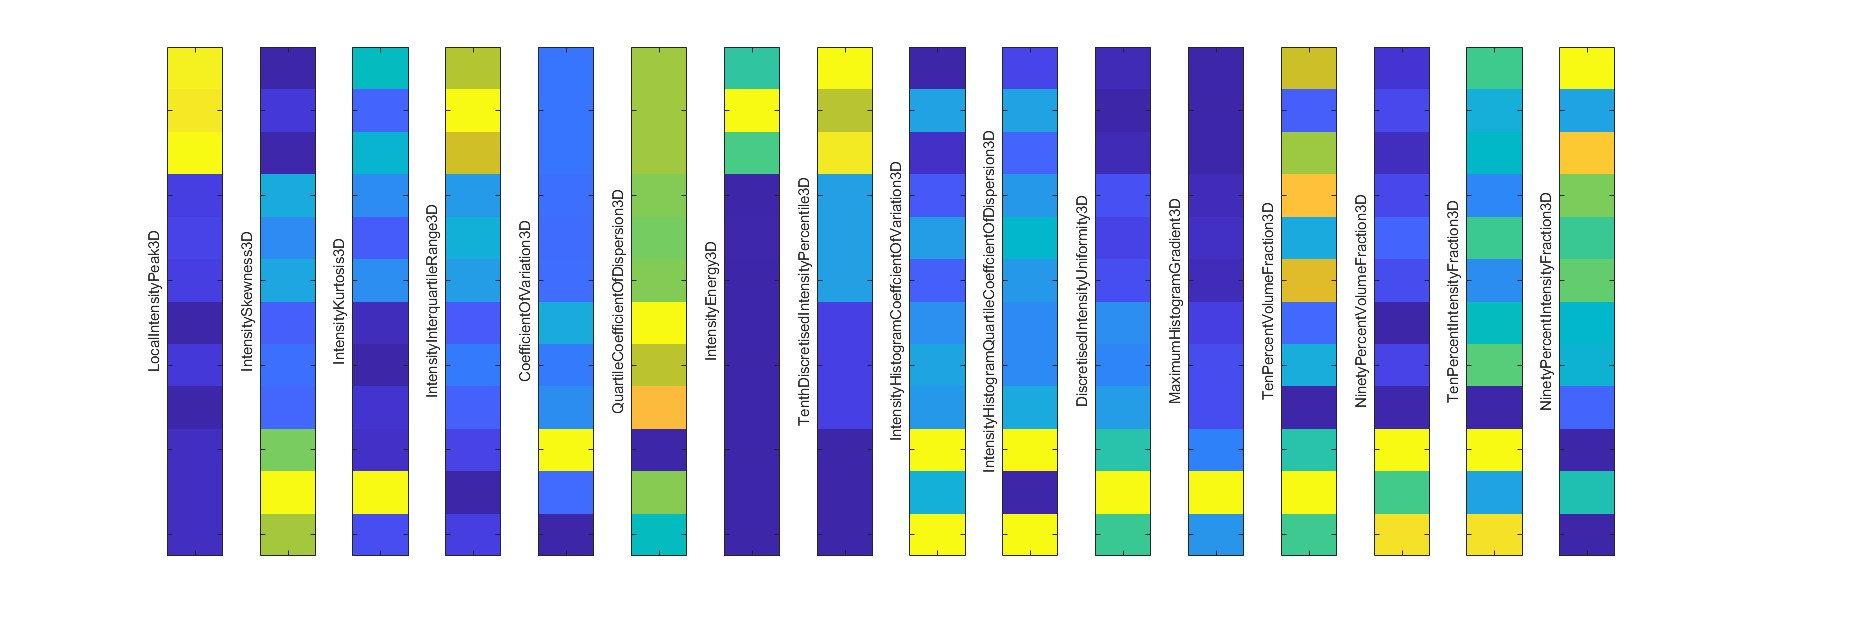 LocalIntensityPeak3D
IntensitySkewness3D
IntensityKurtosis3D
IntensityInterquartileRange3D
CoefficientOfVariation3D
QuartileCoefficientOfDispersion3D
IntensityEnergy3D
TenthDiscretisedIntensityPercentile3D
IntensityHistogramCoeffcientOfVariation3D
IntensityHistogramQuartileCoeffcientOfDispersion3D
DiscretisedIntensityUniformity3D
MaximumHistogramGradient3D
TenPercentVolumeFraction3D
NinetyPercentVolumeFraction3D
TenPercentIntensityFraction3D
NinetyPercentIntensityFraction3D